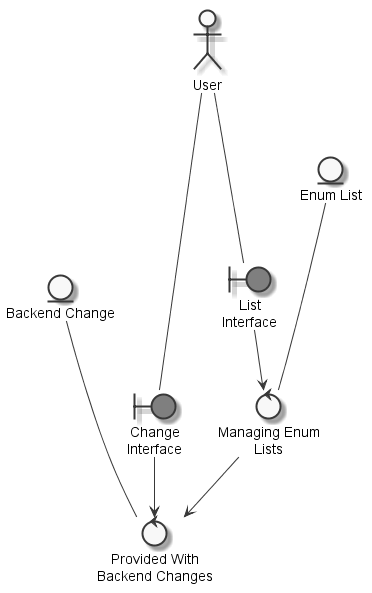 User
Enum List
List
Interface
Backend Change
Change
Interface
Managing Enum
Lists
Provided With
Backend Changes